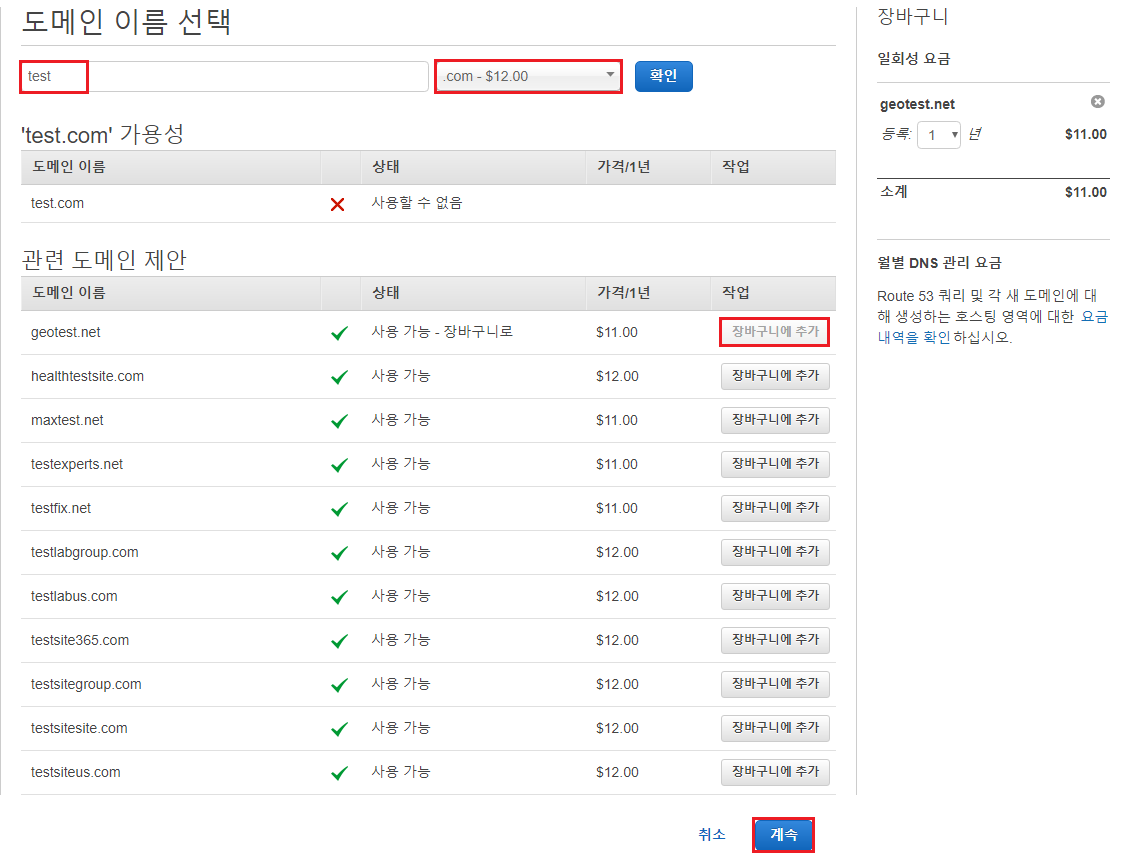 도메인 이름 선택
test .com - $12.00 확인
'test.com' 가용성
도메인 이름 상태 가격/1년 작업
test.com 사용할 수 없음
관련 도메인 제안
도메인 이름 상태 가격/1년 작업
geotest.net 사용 가능 - 장바구니로 $11.00 장바구니에 추가
healthtestsite.com 사용 가능 $12.00 장바구니에 추가
maxtest.net 사용 가능 $11.00 장바구니에 추가
testexperts.net 사용 가능 $11.00 장바구니에 추가
testfix.net 사용 가능 $11.00 장바구니에 추가
testlabgroup.com 사용 가능 $12.00 장바구니에 추가
testlabus.com 사용 가능 $12.00 장바구니에 추가
testsite365.com 사용 가능 $12.00 장바구니에 추가
testsitegroup.com 사용 가능 $12.00 장바구니에 추가
testsitesite.com 사용 가능 $12.00 장바구니에 추가
testsiteus.com 사용 가능 $12.00 장바구니에 추가
취소 계속
장바구니
일회성 요금
geotest.net
등록: 1 년 $11.00
소계 $11.00
월별 DNS 관리 요금
Route 53 쿼리 및 각 새 도메인에 대
해 생성하는 호스팅 영역에 대한 요금
내역을 확인하십시오.